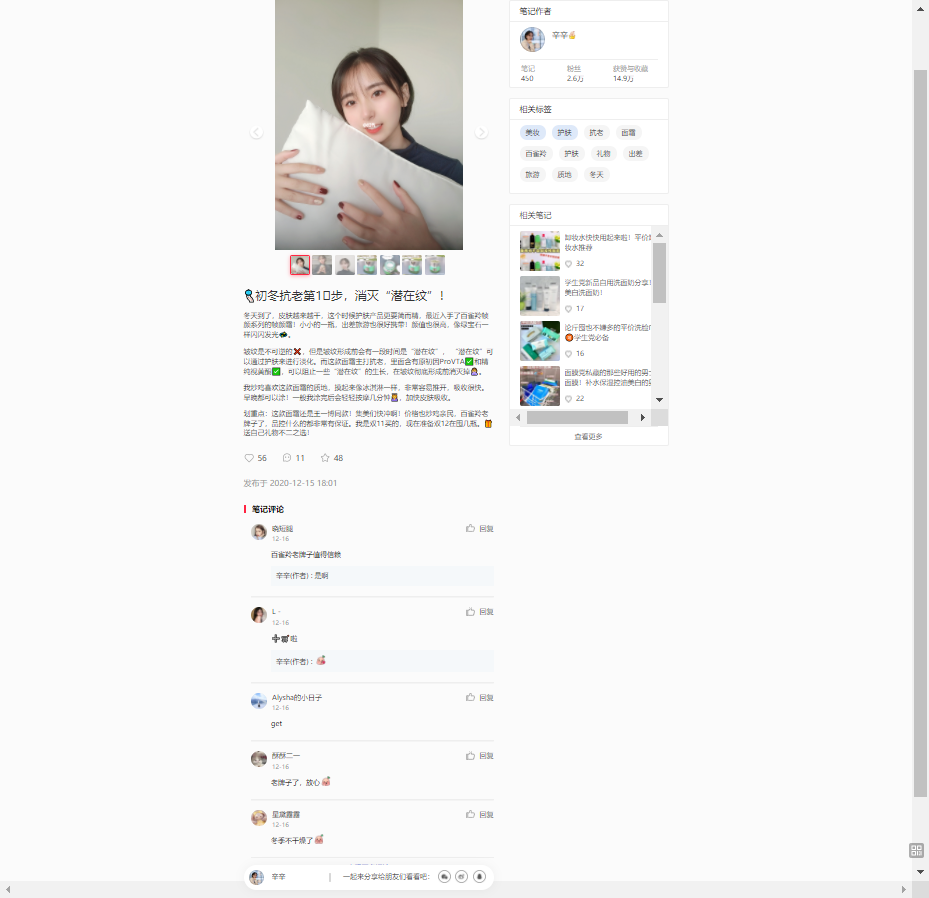 初冬抗老第1步，消灭“潜在纹”！
冬天到了，皮肤越来越干，这个时候护肤产品更要简而精，最近入手了百雀羚帧
颜系列的帧颜霜！小小的一瓶，出差旅游也很好携带！颜值也很高，像绿宝石一
样闪闪发光
皱纹是不可逆的❌，但是皱纹形成前会有一段时间是“潜在纹”，“潜在纹”可
以通过护肤来进行淡化。而这款面霜主打抗老，里面含有原初因ProVTA✅和精
纯视黄酯✅，可以阻止一些“潜在纹”的生长，在皱纹彻底形成前消灭掉
我炒鸡喜欢这款面霜的质地，摸起来像冰淇淋一样，非常容易推开，吸收很快。
早晚都可以涂！一般我涂完后会轻轻按摩几分钟，加快皮肤吸收。
划重点：这款面霜还是王一博同款！集美们快冲啊！价格也炒鸡亲民，百雀羚老
牌子了，品控什么的都非常有保证。我是双11买的，现在准备双12在囤几瓶。🎁
送自己礼物不二之选！
56 11 48
发布于 2020-12-15 18:01
笔记评论
晓短腿 回复
12-16
百雀羚老牌子值得信赖
辛辛(作者)：是啊
L · 回复
12-16
啦
辛辛(作者)：
Alysha的小日子 回复
12-16
get
酥酥二一 回复
12-16
老牌子了，放心
星黛露露 回复
12-16
冬季不干燥了
辛辛 | 一起来分享给朋友们看看吧：
笔记作者
辛辛
笔记 粉丝 获赞与收藏
450 2.6万 14.9万
相关标签
美妆 护肤 抗老 面霜
百雀羚 护肤 礼物 出差
旅游 质地 冬天
相关笔记
卸妆水快快用起来啦！平价
妆水推荐
32
学生党新品白用洗面奶分享！
美白洗面奶！
17
论斤囤也不嫌多的平价洗脸
学生党必备
16
面膜党私藏的那些好用的男
面膜！补水保湿控油美白的
22
查看更多